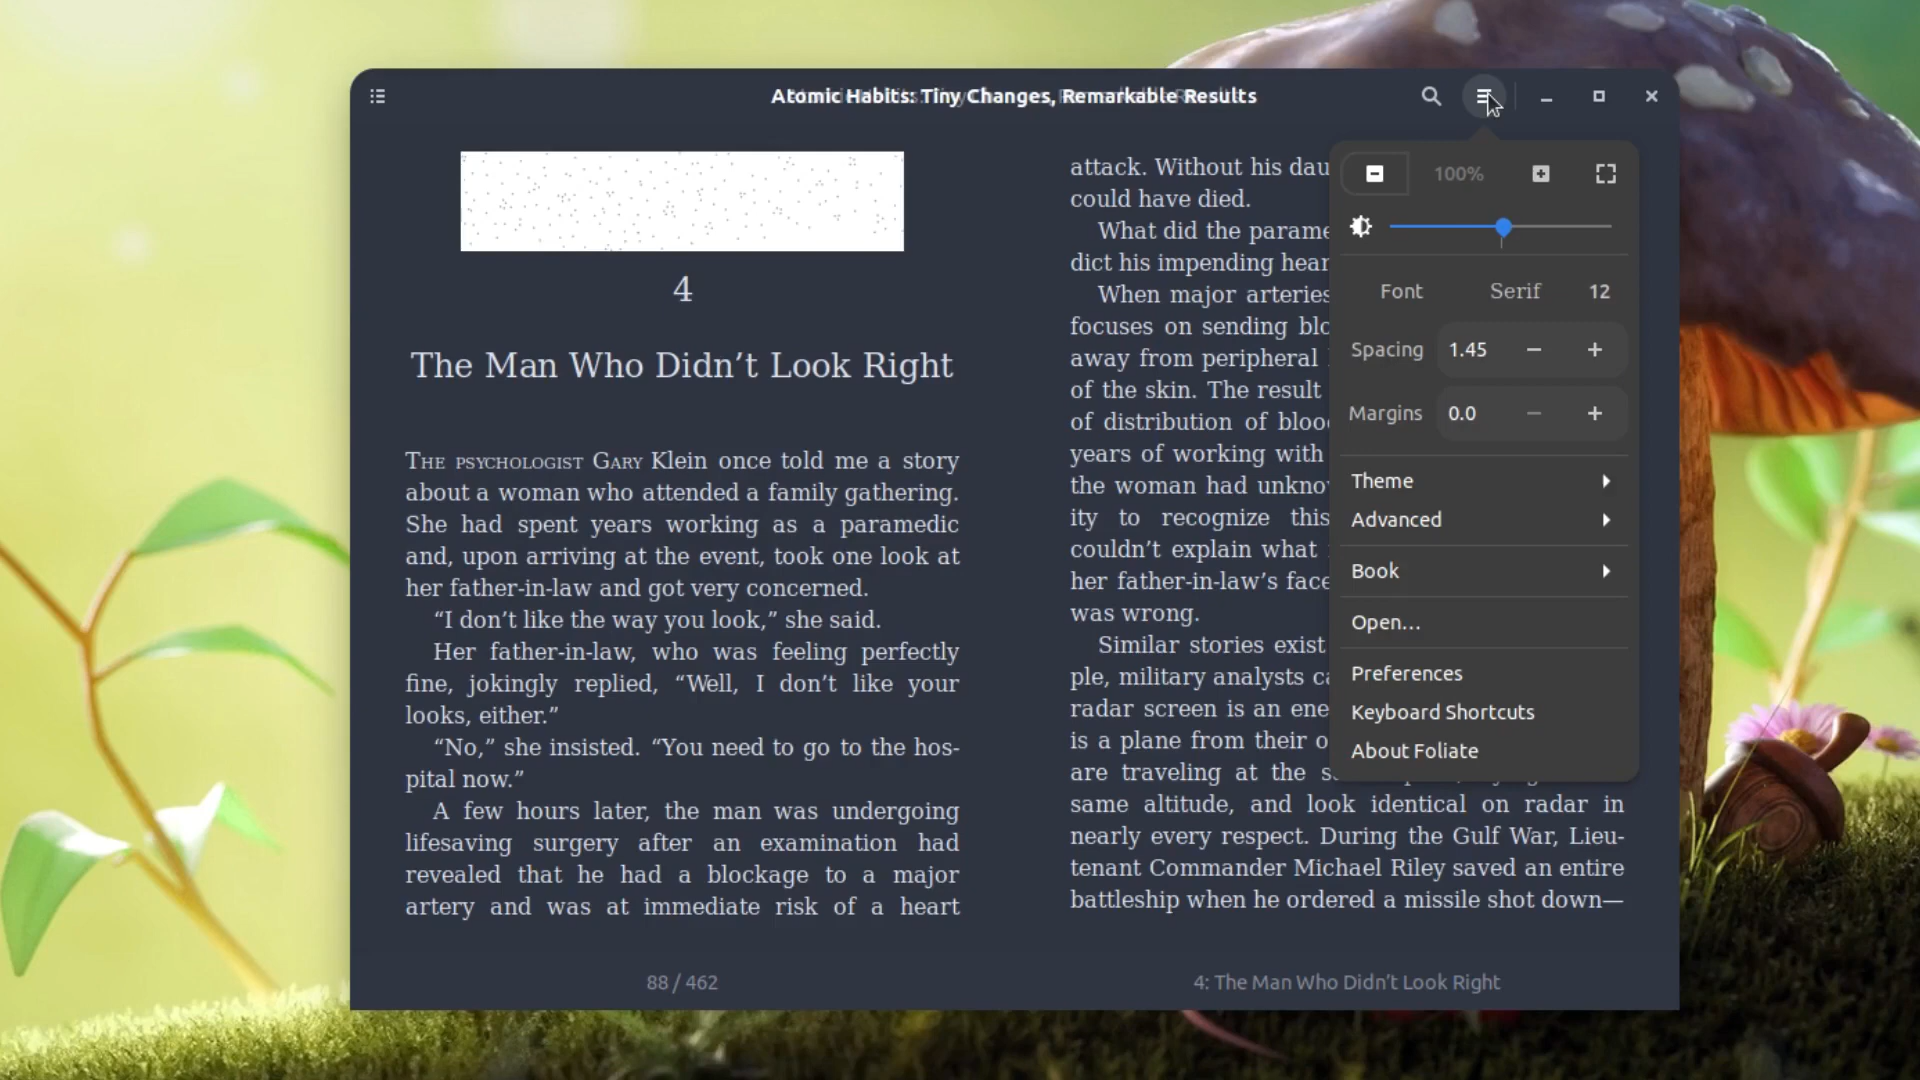 Atomic Habits: Tiny Changes, Remarkable Results
4
The Man Who Didn’t Look Right
The psychologist Gary Klein once told me a story
about a woman who attended a family gathering.
She had spent years working as a paramedic
and, upon arriving at the event, took one look at
her father-in-law and got very concerned.
“I don’t like the way you look,” she said.
Her father-in-law, who was feeling perfectly
fine, jokingly replied, “Well, I don’t like your
looks, either.”
“No,” she insisted. “You need to go to the hos-
pital now.”
A few hours later, the man was undergoing
lifesaving surgery after an examination had
revealed that he had a blockage to a major
artery and was at immediate risk of a heart
88 / 462
attack. Without his dau
could have died.
What did the parame
dict his impending hear
When major arteries
focuses on sending blo
away from peripheral
of the skin. The result
of distribution of bloo
years of working with
the woman had unkno
ity to recognize this
couldn’t explain what
her father-in-law’s face
was wrong.
Similar stories exist
ple, military analysts ca
radar screen is an ene
is a plane from their o
are traveling at the s
same altitude, and look identical on radar in
nearly every respect. During the Gulf War, Lieu-
tenant Commander Michael Riley saved an entire
battleship when he ordered a missile shot down—
4: The Man Who Didn’t Look Right
100%
Font Serif 12
Spacing 1.45
Margins 0.0
Theme
Advanced
Book
Open…
Preferences
Keyboard Shortcuts
About Foliate